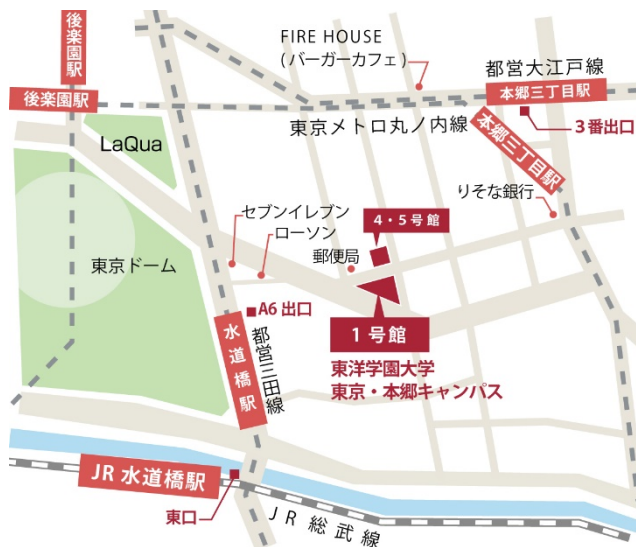 後楽園駅
後楽園駅
FIRE HOUSE
(バーガーカフェ)
都営大江戸線
本郷三丁目駅
3番出口
東京メトロ丸ノ内線
本郷三丁目駅
LaQua
りそな銀行
セブンイレブン
ローソン
4・5号館
郵便局
東京ドーム
A6 出口
1号館
水道橋駅
都営三田線
東洋学園大学
東京・本郷キャンパス
JR 水道橋駅
東口
JR 総武線